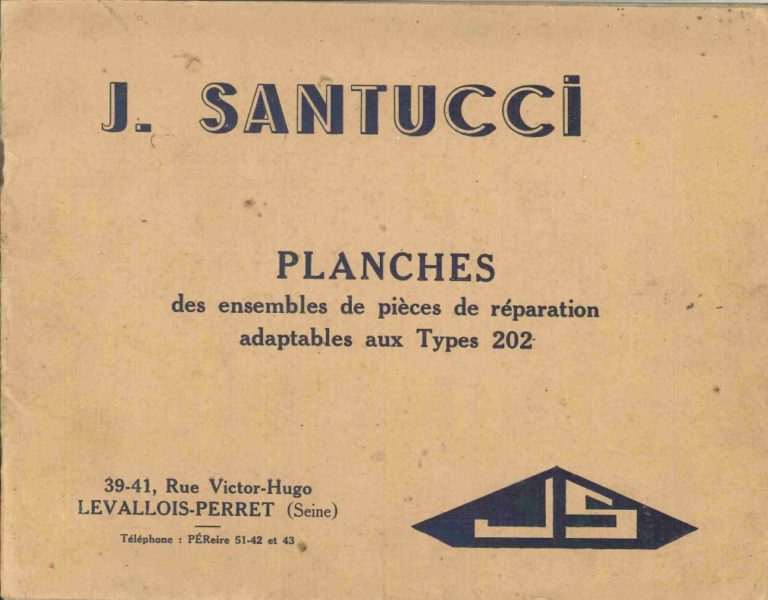 J. SANTUCCi
PLANCHES
des ensembles de pièces de réparation
adaptables aux Types 202
39-41, Rue Victor-Hugo
LEVALLOIS-PERRET (Seine)
Téléphone : PÉReire 51-42 et 43
JS